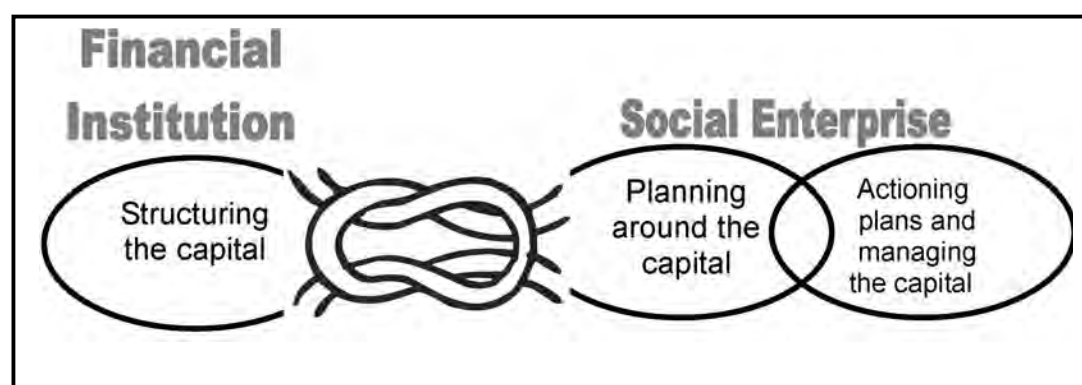 Financial
Institution
Social Enterprise
Structuring
the capital
Planning
around the
capital
Actioning
plans and
managing
the capital